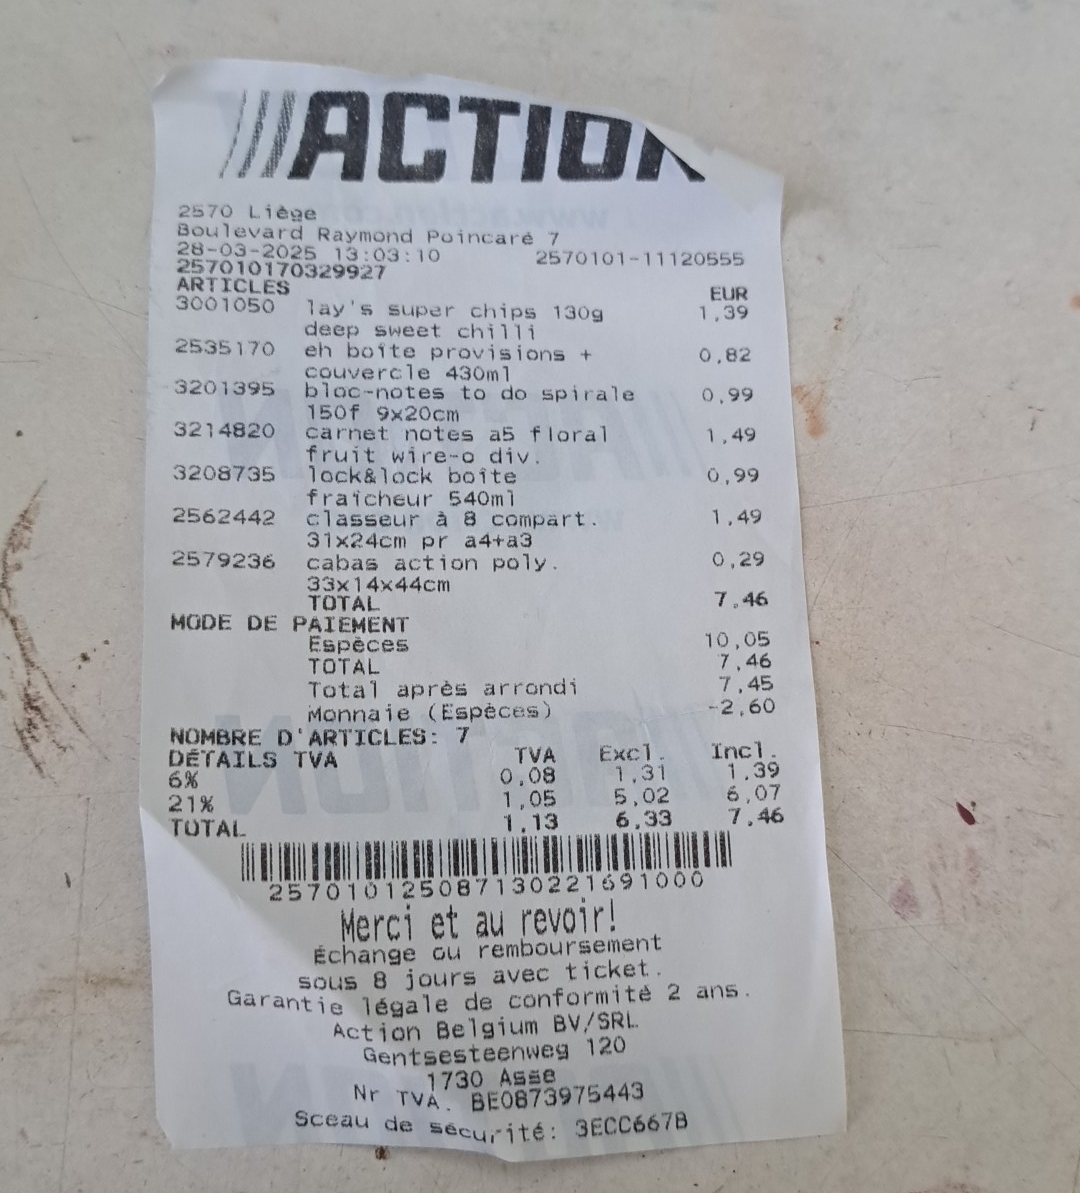 ACTION
2570 Liège
Boulevard Raymond Poincaré 7
28-03-2025 13:03:10 2570101-11120555
257010170329927
ARTICLES EUR
3001050 lay's super chips 130g 1,39
deep sweet chilli
2535170 eh boîte provisions + 0,82
couvercle 430ml
3201395 bloc-notes to do spirale 0,99
150f 9x20cm
3214820 carnet notes a5 floral 1,49
fruit wire-o div.
3208735 lock&lock boîte 0,99
fraîcheur 540ml
2562442 classeur à 8 compart. 1,49
31x24cm pr a4+a3
2579236 cabas action poly. 0,29
33x14x44cm
TOTAL 7,46
MODE DE PAIEMENT
Espèces 10,05
TOTAL 7,46
Total après arrondi 7,45
Monnaie (Espèces) -2,60
NOMBRE D'ARTICLES: 7
DÉTAILS TVA TVA Excl. Incl.
6% 0,08 1,31 1,39
21% 1,05 5,02 6,07
TOTAL 1,13 6,33 7,46
257010125087130221691000
Merci et au revoir!
Échange ou remboursement
sous 8 jours avec ticket.
Garantie légale de conformité 2 ans.
Action Belgium BV/SRL
Gentsesteenweg 120
1730 Asse
Nr TVA. BE0873975443
Sceau de sécurité: 3ECC667B